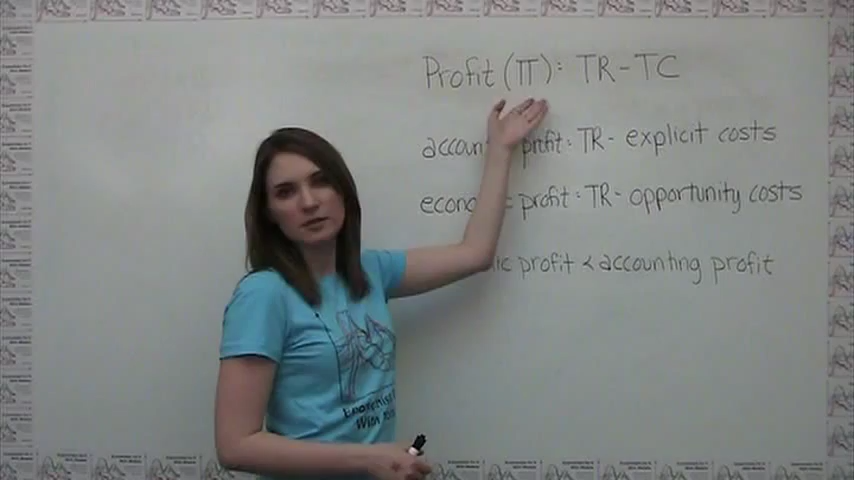 Profit (π): TR - TC
profit: TR - explicit costs
profit: TR - opportunity costs
profit < accounting profit